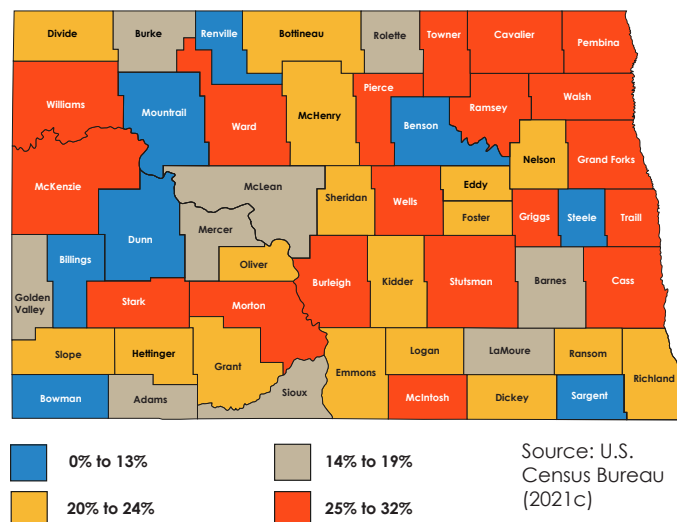 Divide
Burke
Renville
Bottineau
Rolette
Towner
Cavalier
Pembina
Williams
Mountrail
Ward
McHenry
Pierce
Benson
Ramsey
Walsh
Nelson
Grand Forks
McKenzie
McLean
Sheridan
Wells
Eddy
Foster
Griggs
Steele
Traill
Dunn
Mercer
Oliver
Billings
Golden
Valley
Stark
Morton
Burleigh
Kidder
Stutsman
Barnes
Cass
Slope
Hettinger
Grant
Emmons
Logan
LaMoure
Ransom
Richland
Bowman
Adams
Sioux
McIntosh
Dickey
Sargent
0% to 13%
14% to 19%
20% to 24%
25% to 32%
Source: U.S.
Census Bureau
(2021c)